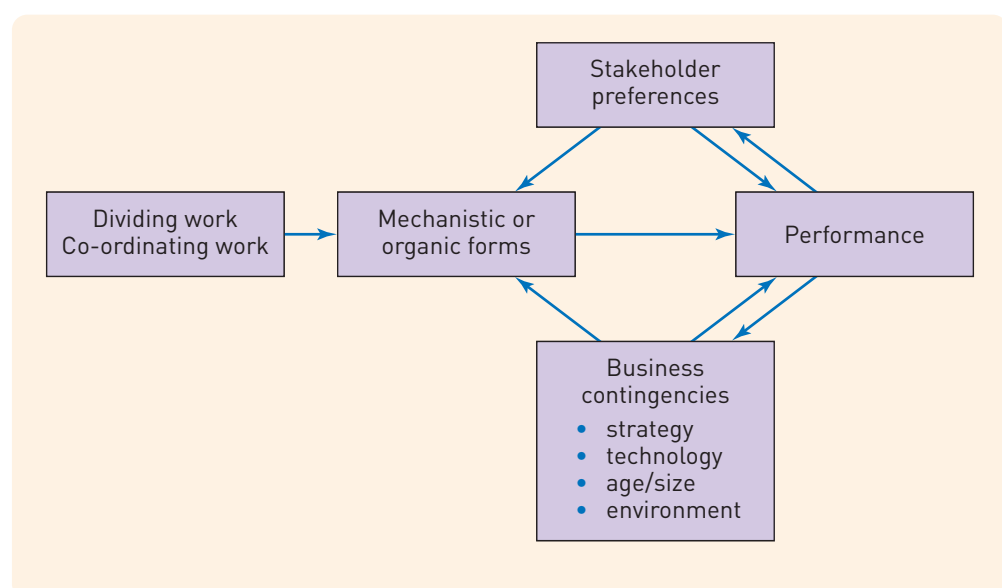 Stakeholder
preferences
Dividing work
Co-ordinating work
Mechanistic or
organic forms
Performance
Business
contingencies
• strategy
• technology
• age/size
• environment